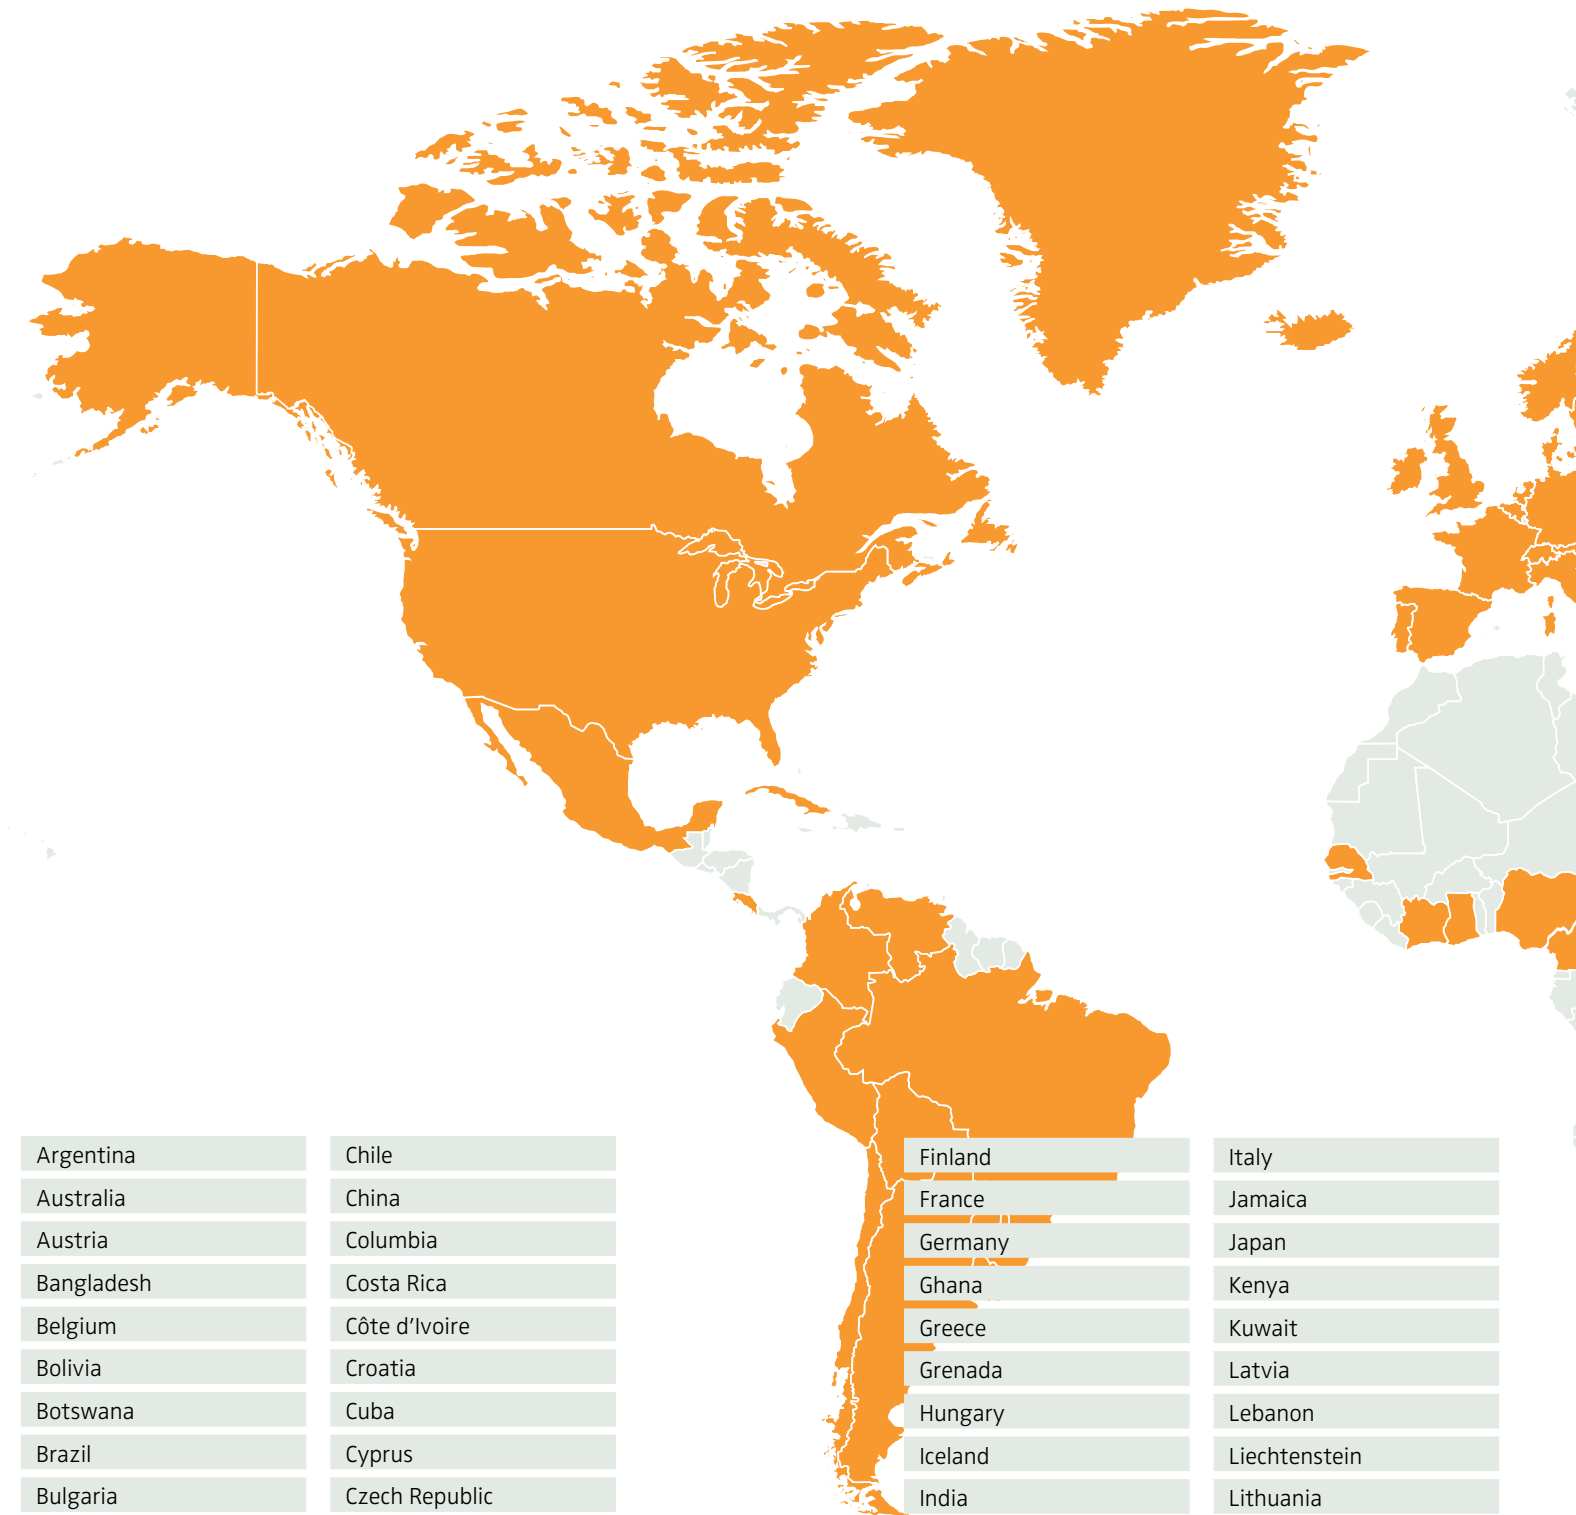 Argentina
Australia
Austria
Bangladesh
Belgium
Bolivia
Botswana
Brazil
Bulgaria
Chile
China
Columbia
Costa Rica
Côte d’Ivoire
Croatia
Cuba
Cyprus
Czech Republic
Finland
France
Germany
Ghana
Greece
Grenada
Hungary
Iceland
India
Italy
Jamaica
Japan
Kenya
Kuwait
Latvia
Lebanon
Liechtenstein
Lithuania